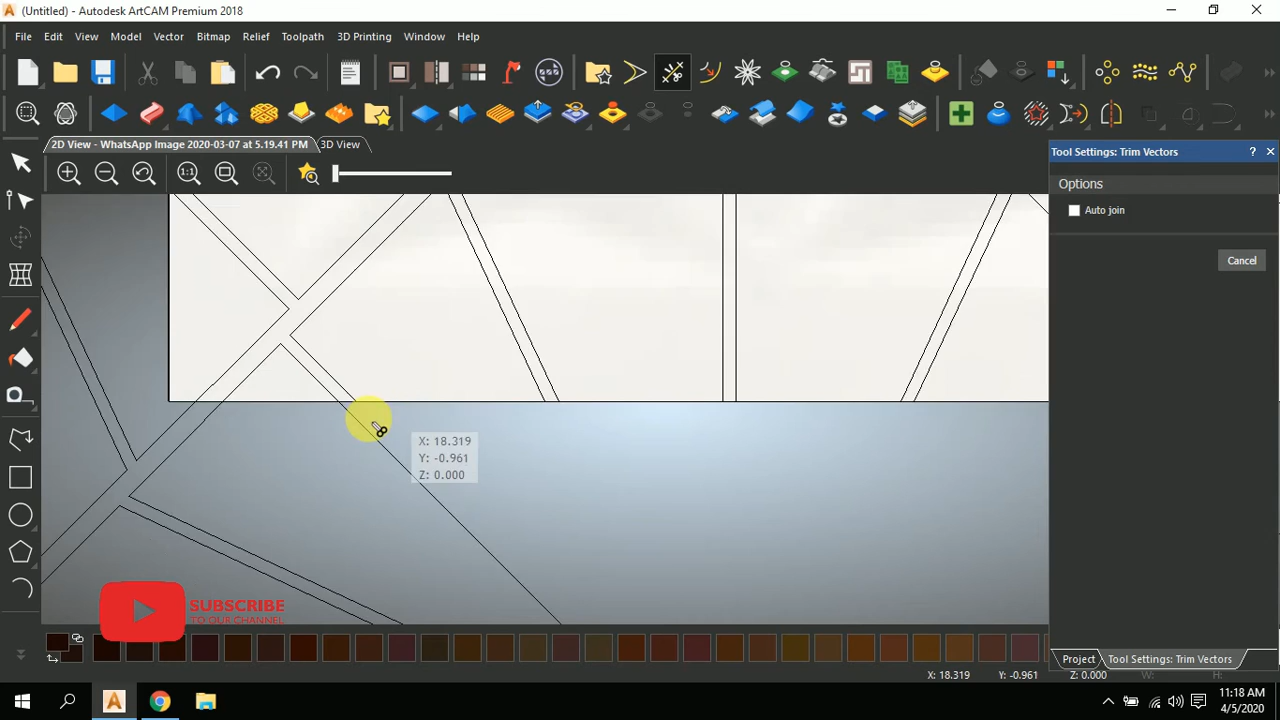 (Untitled) - Autodesk ArtCAM Premium 2018
File Edit View Model Vector Bitmap Relief Toolpath 3D Printing Window Help
2D View - WhatsApp Image 2020-03-07 at 5.19.41 PM 3D View
1:1
Tool Settings: Trim Vectors ?
Options
Auto join
Cancel
X: 18.319
Y: -0.961
Z: 0.000
SUBSCRIBE
TO OUR CHANNEL
Project Tool Settings: Trim Vectors
X: 18.319 Y: -0.961 Z: 0.000 W: H:
11:18 AM
4/5/2020